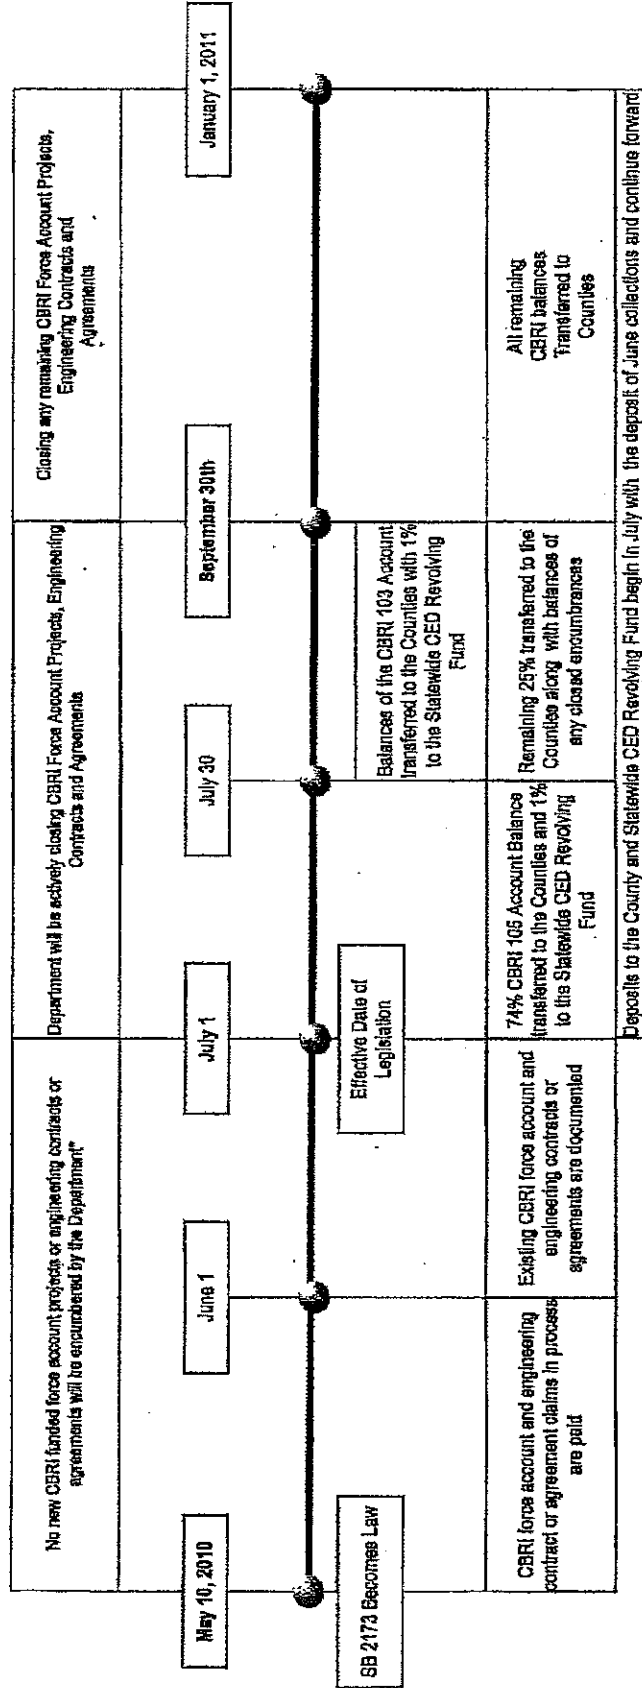 No new CBRI funded force account projects or engineering contracts or
agreements will be encumbered by the Department"
Department will be actively closing CBRI Force Account Projects, Engineering
Contracts and Agreements
Closing any remaining CBRI Force Account Projects,
Engineering Contracts and
Agreements
May 10, 2010
June 1
July 1
July 30
September 30th
January 1, 2011
SB 2173 Becomes Law
Effective Date of
Legislation
Balances of the CBRI 103 Account
transferred to the Counties with 1%
to the Statewide CED Revolving
Fund
CBRI force account and engineering
contract or agreement claims in process
are paid
Existing CBRI force account and
engineering contracts or
agreements are documented
74% CBRI 105 Account Balance
transferred to the Counties and 1%
to the Statewide CED Revolving
Fund
Remaining 25% transferred to the
Counties along with balances of
any closed encumbrances
All remaining
CBRI balances
Transferred to
Counties
Deposits to the County and Statewide CED Revolving Fund begin in July with the deposit of June collections and continue forward